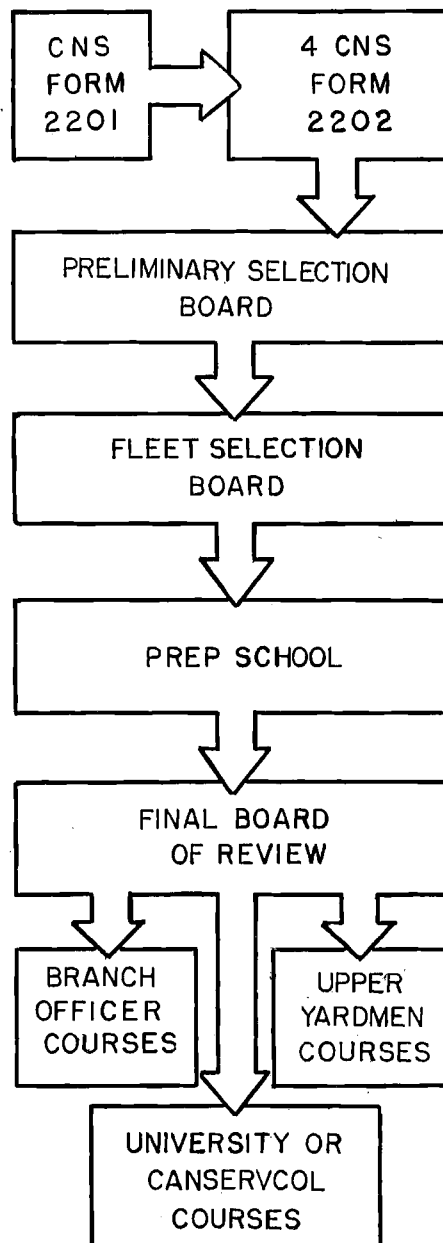 CNS
FORM
2201
4 CNS
FORM
2202
PRELIMINARY SELECTION
BOARD
FLEET SELECTION
BOARD
PREP SCHOOL
FINAL BOARD
OF REVIEW
BRANCH
OFFICER
COURSES
UPPER
YARDMEN
COURSES
UNIVERSITY OR
CANSERVCOL
COURSES